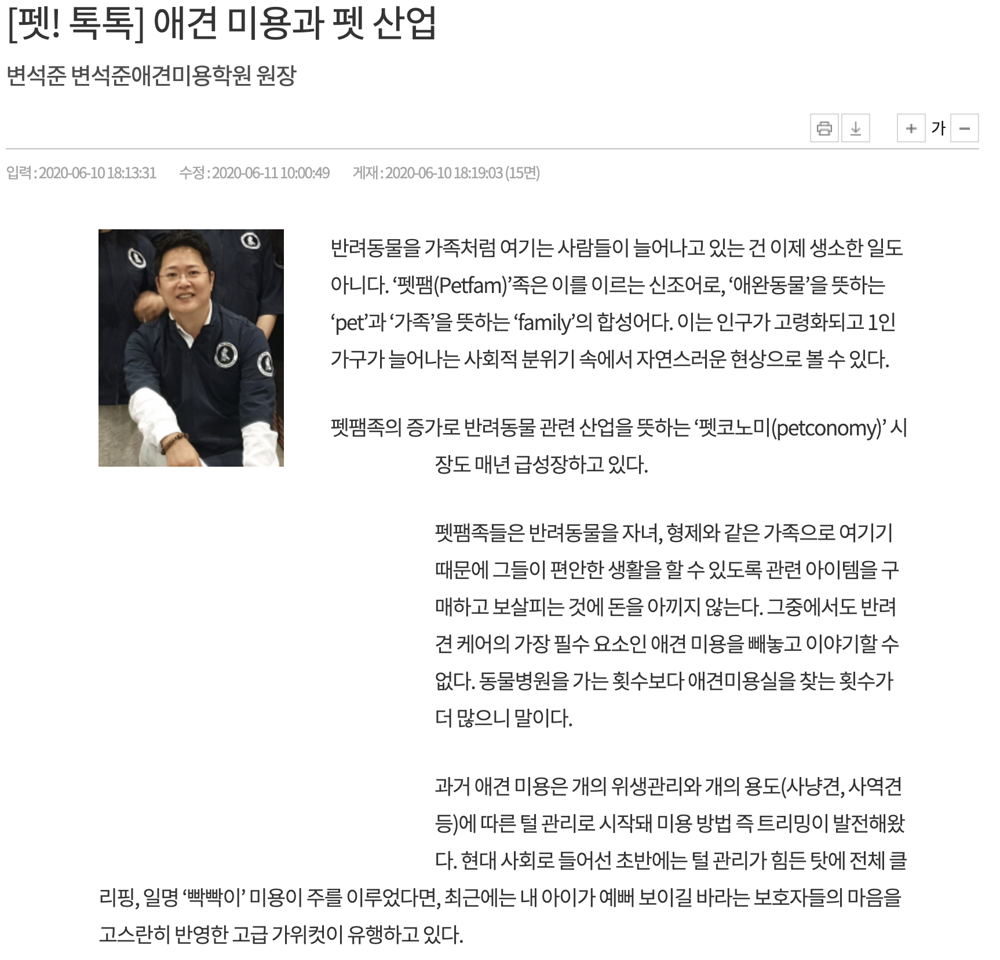 [펫! 톡톡] 애견 미용과 펫 산업
변석준 변석준애견미용학원 원장
가
입력 : 2020-06-10 18:13:31 수정 : 2020-06-11 10:00:49 게재 : 2020-06-10 18:19:03 (15면)
반려동물을 가족처럼 여기는 사람들이 늘어나고 있는 건 이제 생소한 일도
아니다. ‘펫팸(Petfam)’족은 이를 이르는 신조어로, ‘애완동물’을 뜻하는
‘pet’과 ‘가족’을 뜻하는 ‘family’의 합성어다. 이는 인구가 고령화되고 1인
가구가 늘어나는 사회적 분위기 속에서 자연스러운 현상으로 볼 수 있다.
펫팸족의 증가로 반려동물 관련 산업을 뜻하는 ‘펫코노미(petconomy)’ 시
장도 매년 급성장하고 있다.
펫팸족들은 반려동물을 자녀, 형제와 같은 가족으로 여기기
때문에 그들이 편안한 생활을 할 수 있도록 관련 아이템을 구
매하고 보살피는 것에 돈을 아끼지 않는다. 그중에서도 반려
견 케어의 가장 필수 요소인 애견 미용을 빼놓고 이야기할 수
없다. 동물병원을 가는 횟수보다 애견미용실을 찾는 횟수가
더 많으니 말이다.
과거 애견 미용은 개의 위생관리와 개의 용도(사냥견, 사역견
등)에 따른 털 관리로 시작돼 미용 방법 즉 트리밍이 발전해왔
다. 현대 사회로 들어선 초반에는 털 관리가 힘든 탓에 전체 클
리핑, 일명 ‘빡빡이’ 미용이 주를 이루었다면, 최근에는 내 아이가 예뻐 보이길 바라는 보호자들의 마음을
고스란히 반영한 고급 가위컷이 유행하고 있다.